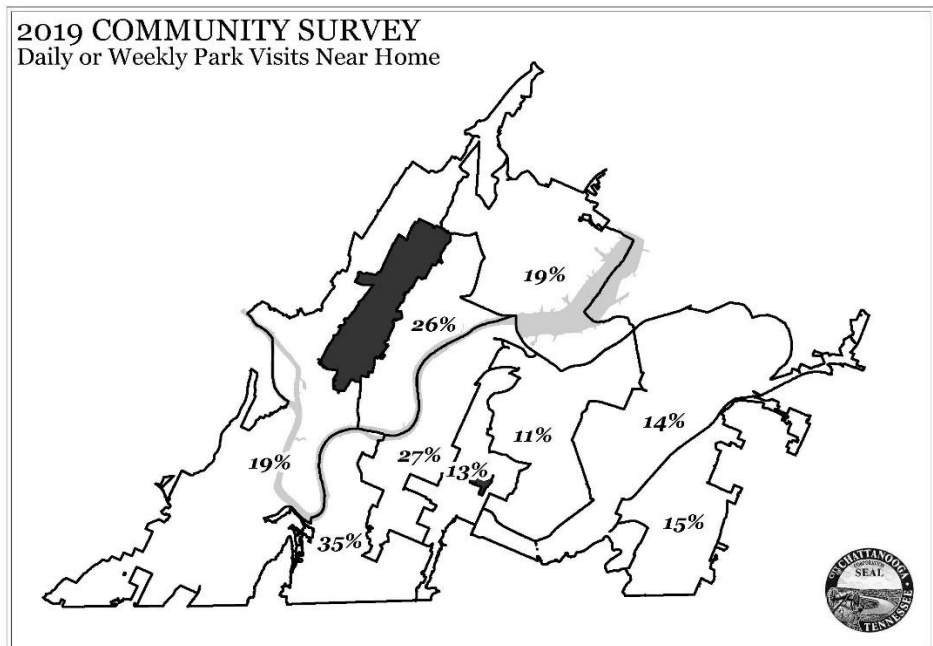 2019 COMMUNITY SURVEY
Daily or Weekly Park Visits Near Home
19%
26%
14%
11%
27%
13%
19%
15%
35%
CHATTANOOGA
CORPORATION
SEAL
TENNESSEE